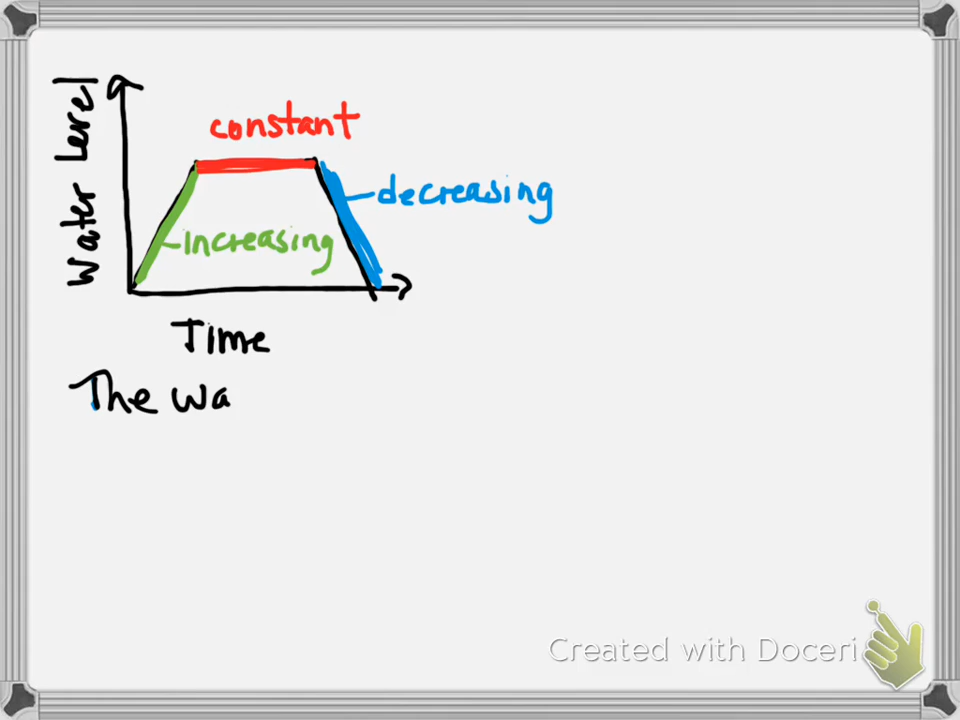 Water Level
constant
decreasing
increasing
Time
The wa
Created with Doceri